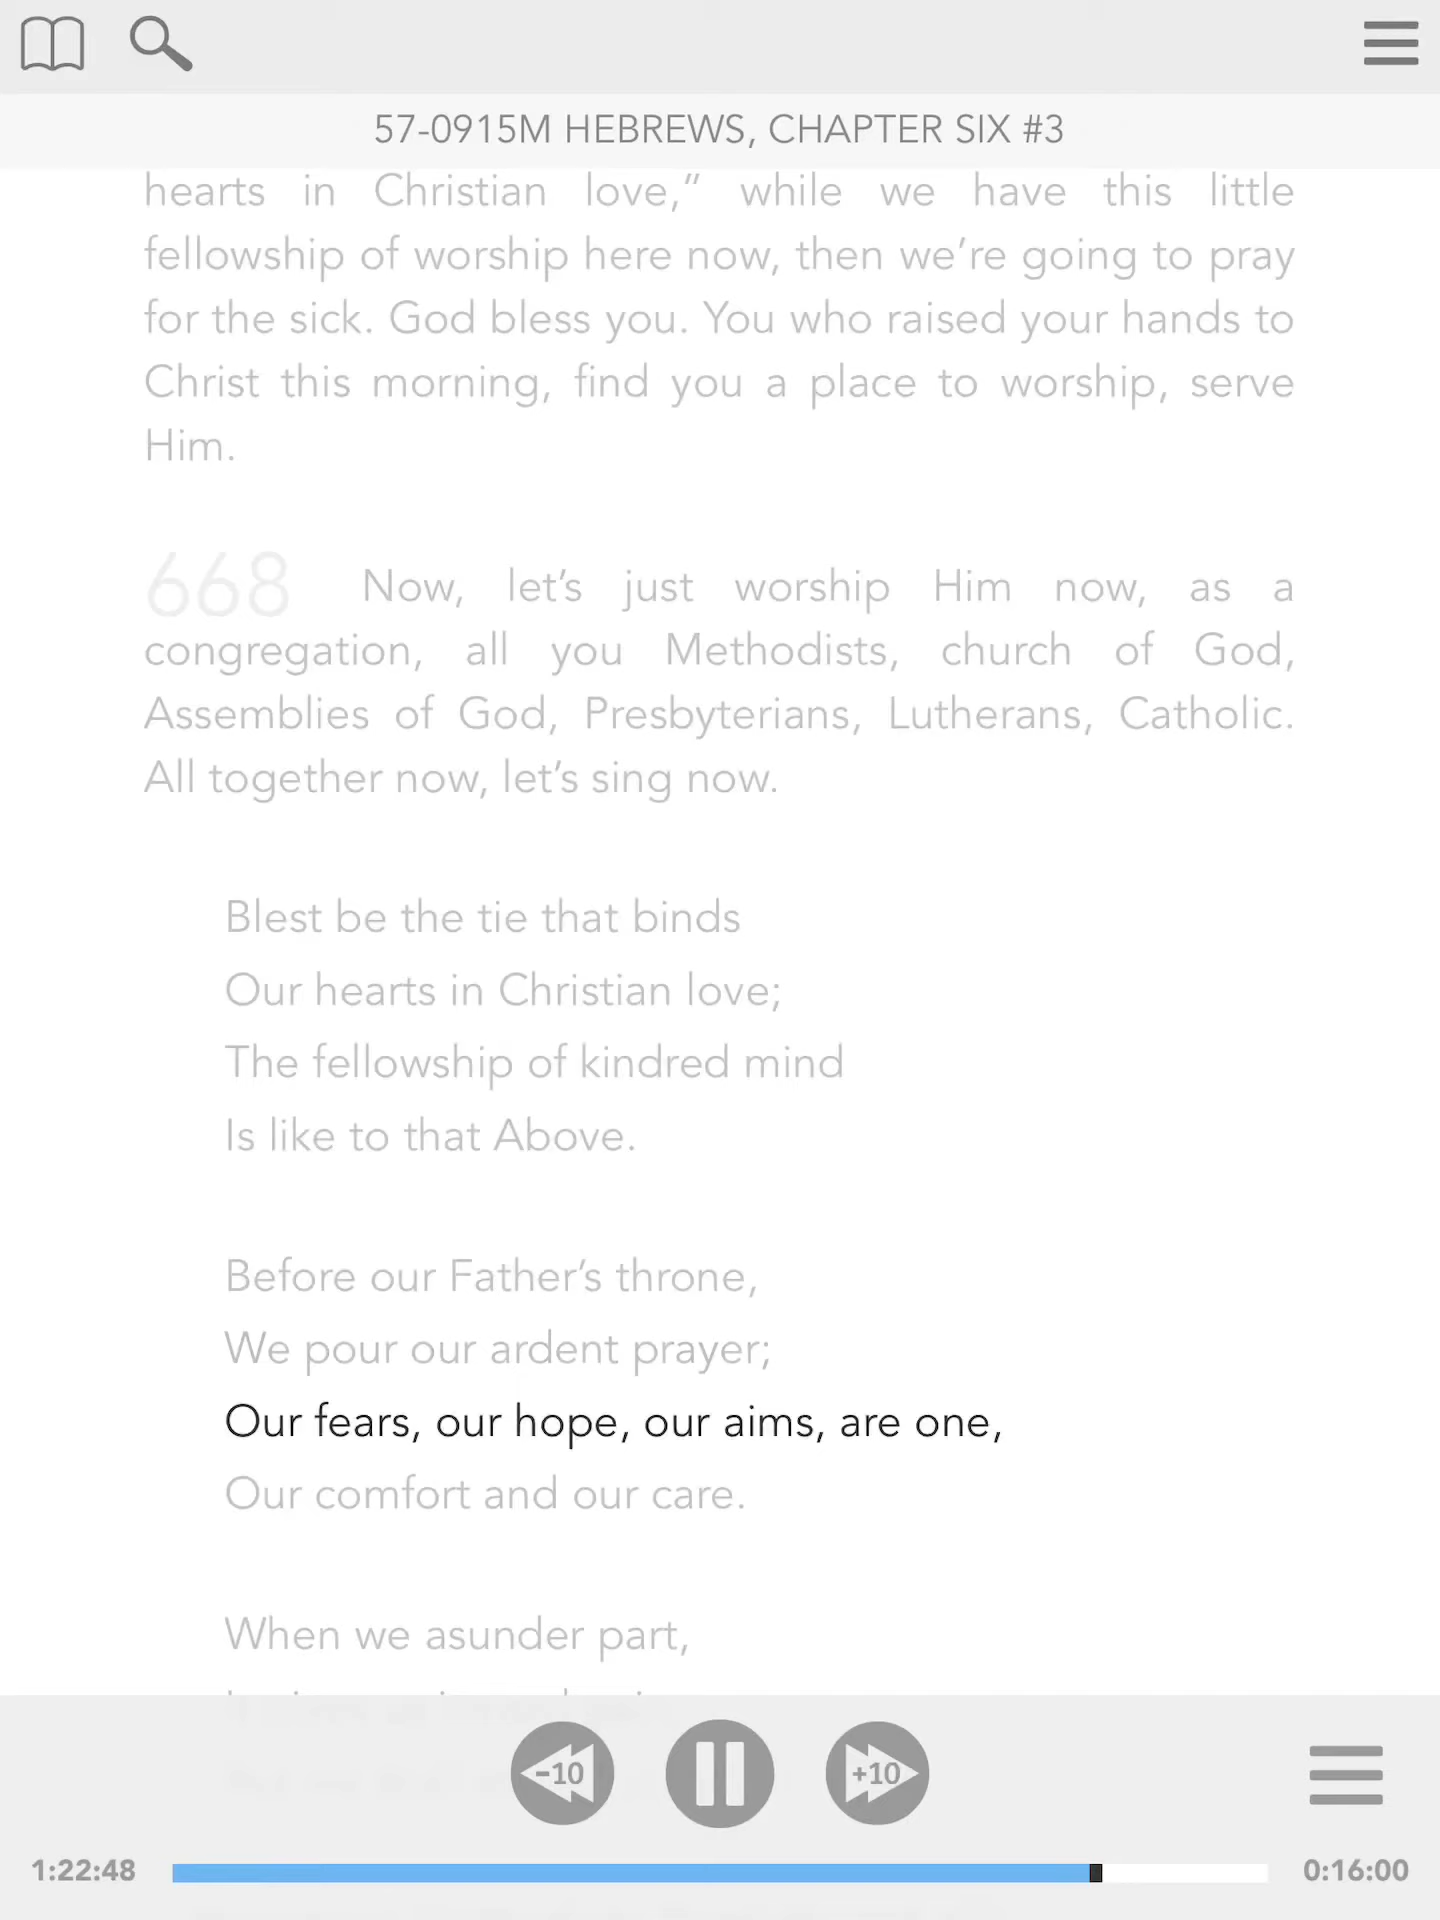 57-0915M HEBREWS, CHAPTER SIX #3
hearts in Christian love,” while we have this little
fellowship of worship here now, then we’re going to pray
for the sick. God bless you. You who raised your hands to
Christ this morning, find you a place to worship, serve
Him.
668 Now, let’s just worship Him now, as a
congregation, all you Methodists, church of God,
Assemblies of God, Presbyterians, Lutherans, Catholic.
All together now, let’s sing now.
Blest be the tie that binds
Our hearts in Christian love;
The fellowship of kindred mind
Is like to that Above.
Before our Father’s throne,
We pour our ardent prayer;
Our fears, our hope, our aims, are one,
Our comfort and our care.
When we asunder part,
-10 +10
1:22:48 0:16:00